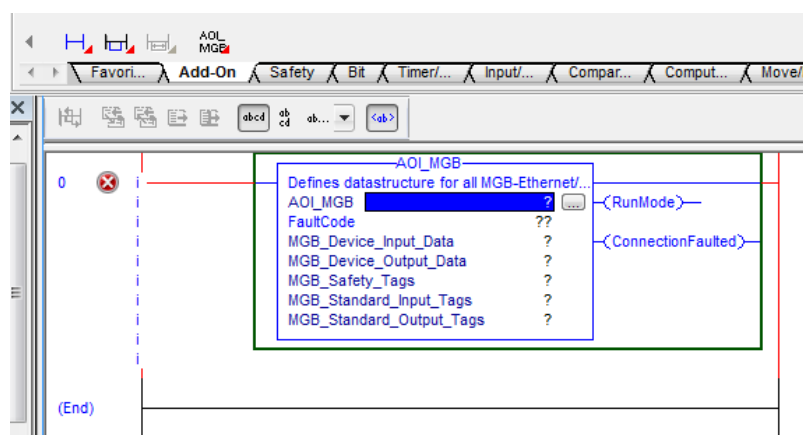 AOI_
MGB
Favori... Add-On Safety Bit Timer/... Input/... Compar... Comput... Move/
abcd ab cd ab... <ab>
AOI_MGB
0 i Defines datastructure for all MGB-Ethernet/...
i AOI_MGB ? ... RunMode
i FaultCode ??
i MGB_Device_Input_Data ? ConnectionFaulted
i MGB_Device_Output_Data ?
i MGB_Safety_Tags ?
i MGB_Standard_Input_Tags ?
i MGB_Standard_Output_Tags ?
i
i
(End)